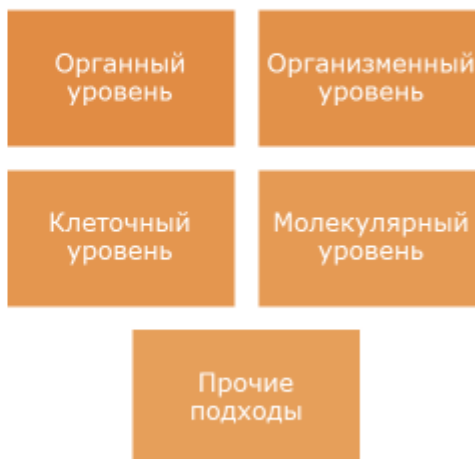 Органный
уровень
Организменный
уровень
Клеточный
уровень
Молекулярный
уровень
Прочие
подходы